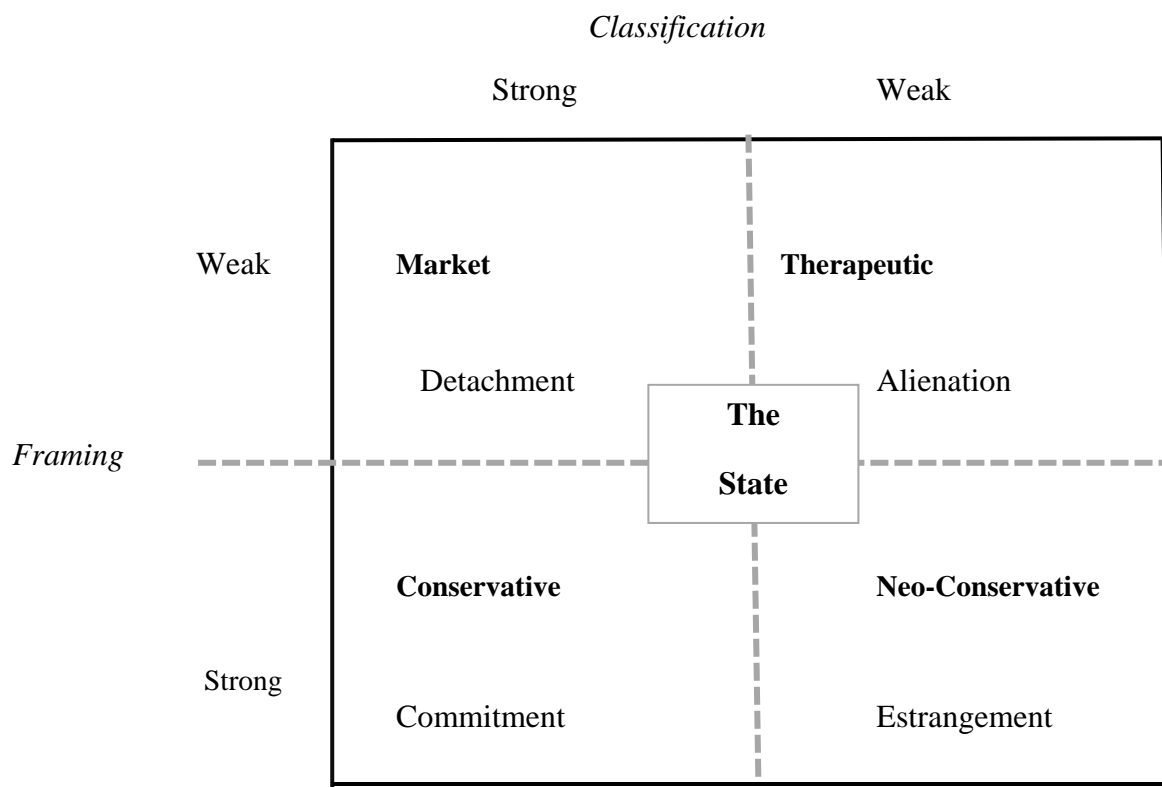 Classification
Strong Weak
Weak Market Therapeutic
Detachment Alienation
The
Framing
State
Conservative Neo-Conservative
Strong
Commitment Estrangement